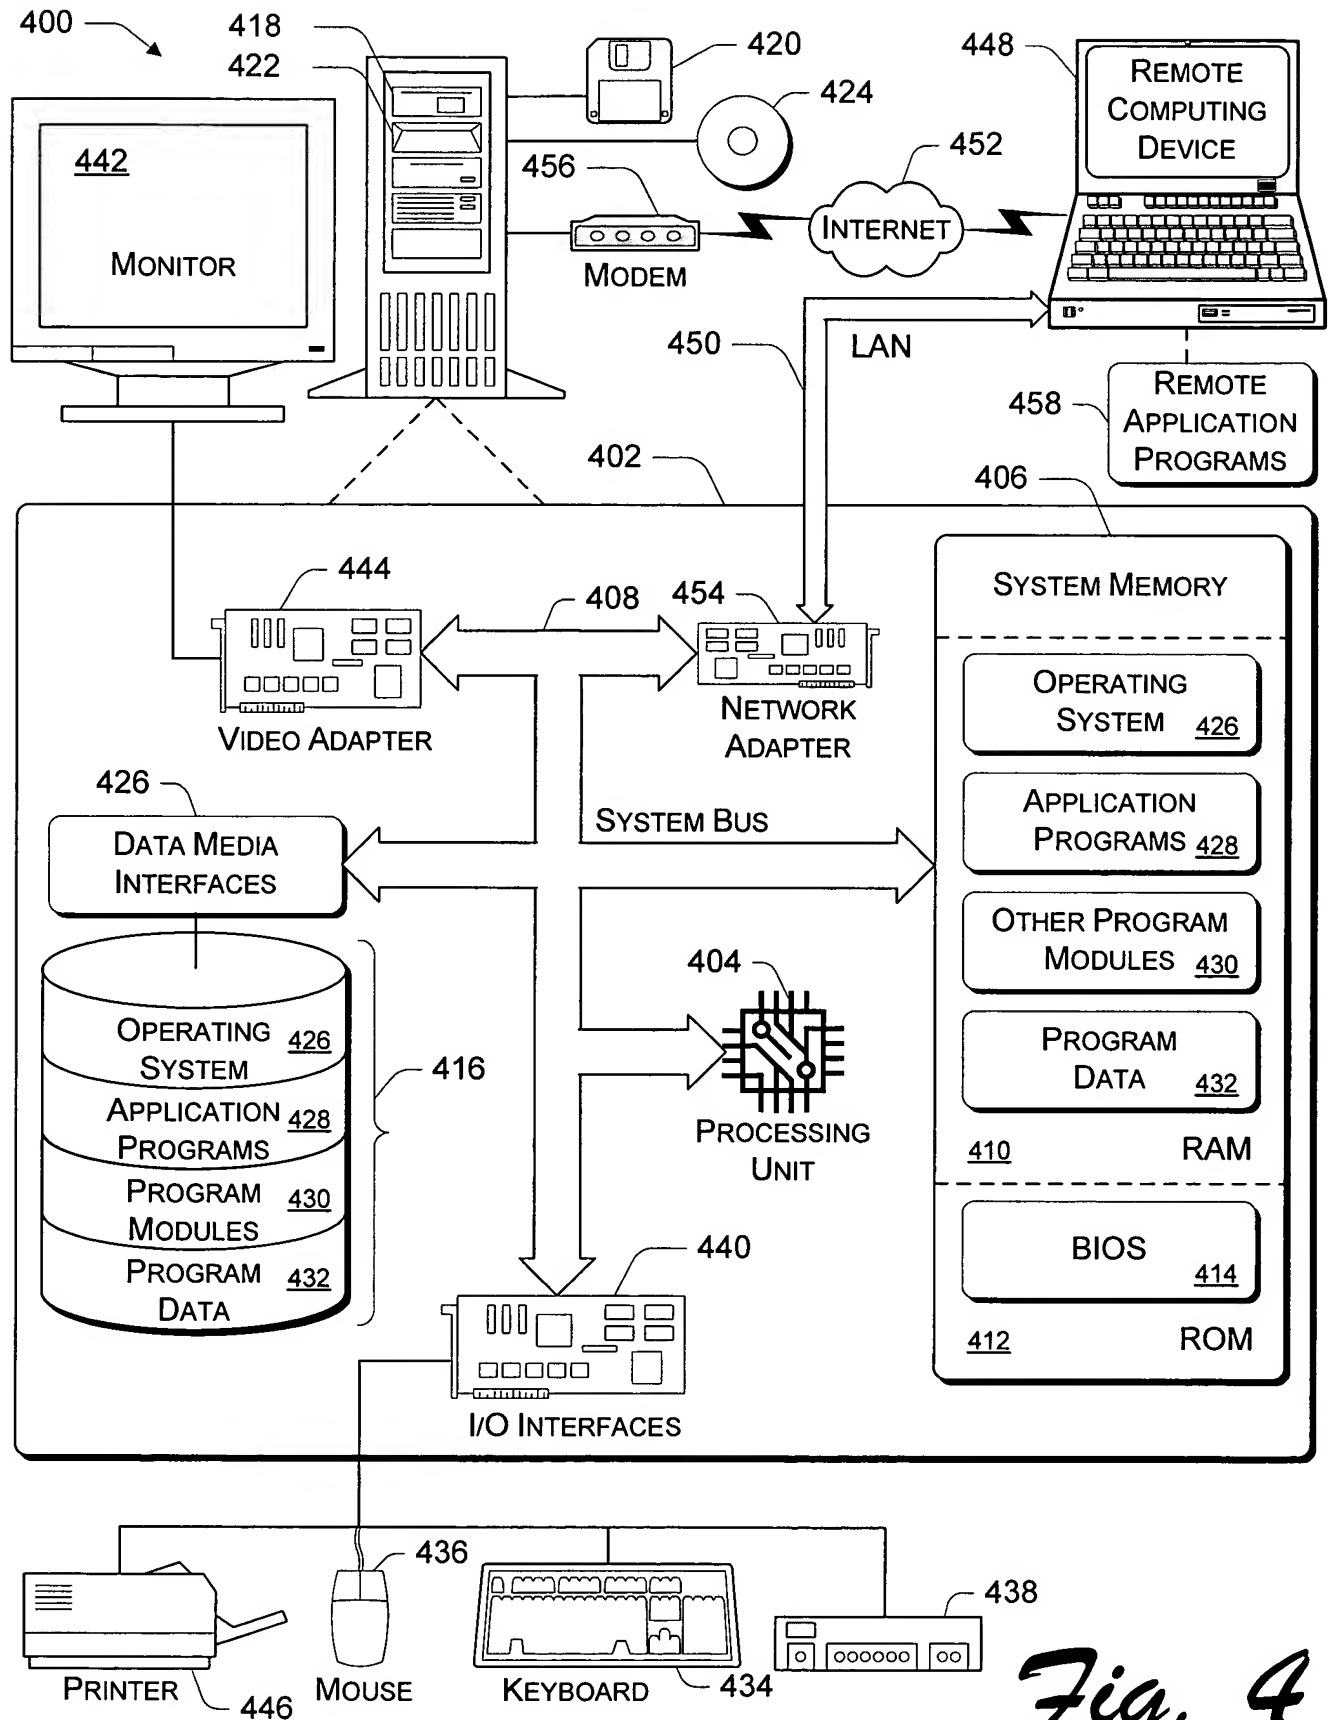 400
418
422
420
424
448
REMOTE
COMPUTING
DEVICE
442
MONITOR
456
MODEM
452
INTERNET
450
LAN
458
REMOTE
APPLICATION
PROGRAMS
402
406
SYSTEM MEMORY
444
408
454
VIDEO ADAPTER
NETWORK
ADAPTER
OPERATING
SYSTEM 426
APPLICATION
PROGRAMS 428
OTHER PROGRAM
MODULES 430
PROGRAM
DATA 432
410 RAM
BIOS
414
412 ROM
426
DATA MEDIA
INTERFACES
SYSTEM BUS
404
PROCESSING
UNIT
OPERATING 426
SYSTEM
416
APPLICATION 428
PROGRAMS
PROGRAM 430
MODULES
PROGRAM 432
DATA
440
I/O INTERFACES
436
438
PRINTER
446
MOUSE
KEYBOARD
434
Fig. 4